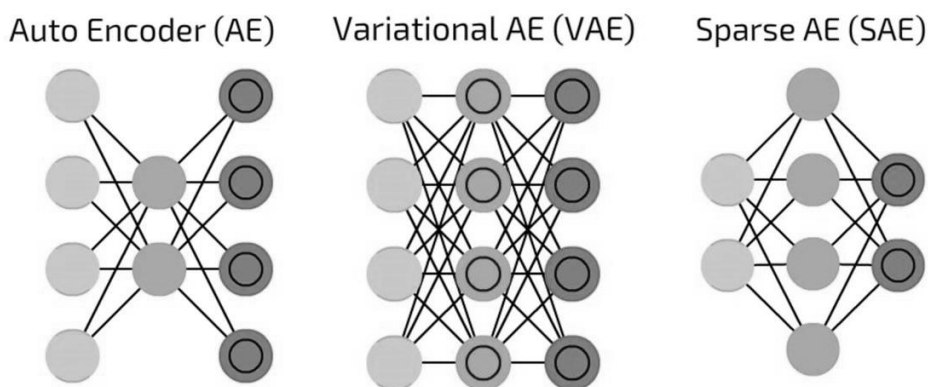 Auto Encoder (AE)
Variational AE (VAE)
Sparse AE (SAE)